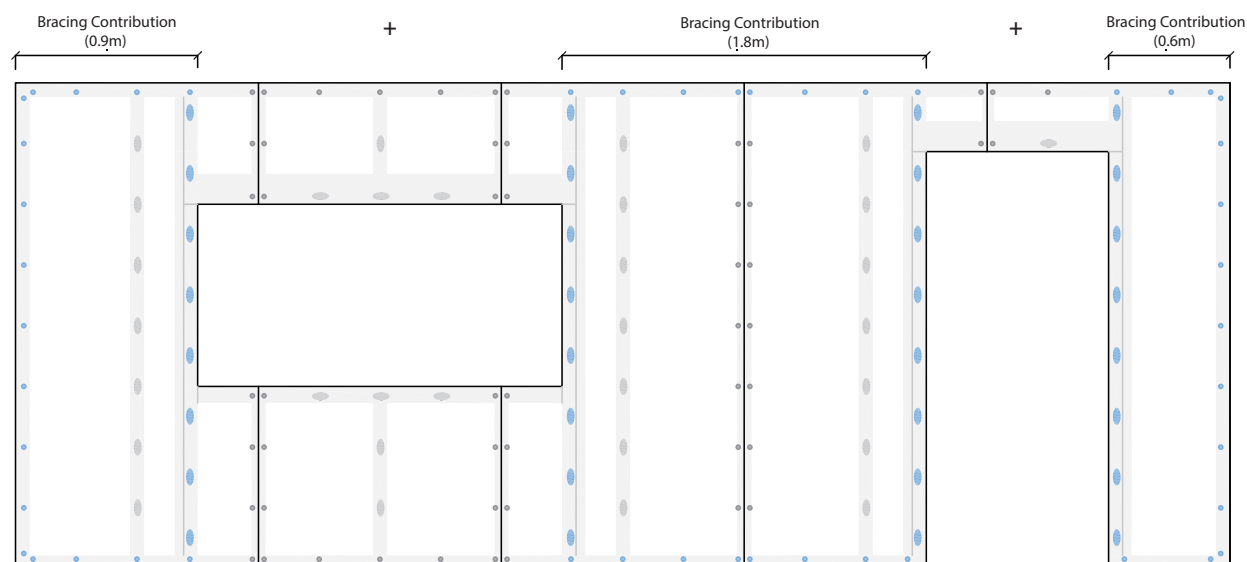 Bracing Contribution
(0.9m)
+
Bracing Contribution
(1.8m)
+
Bracing Contribution
(0.6m)